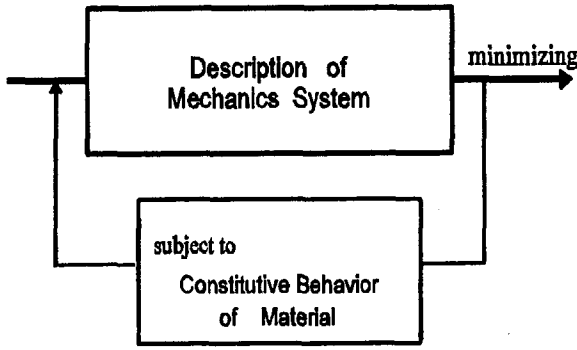 Description of
Mechanics System
minimizing
subject to
Constitutive Behavior
of Material